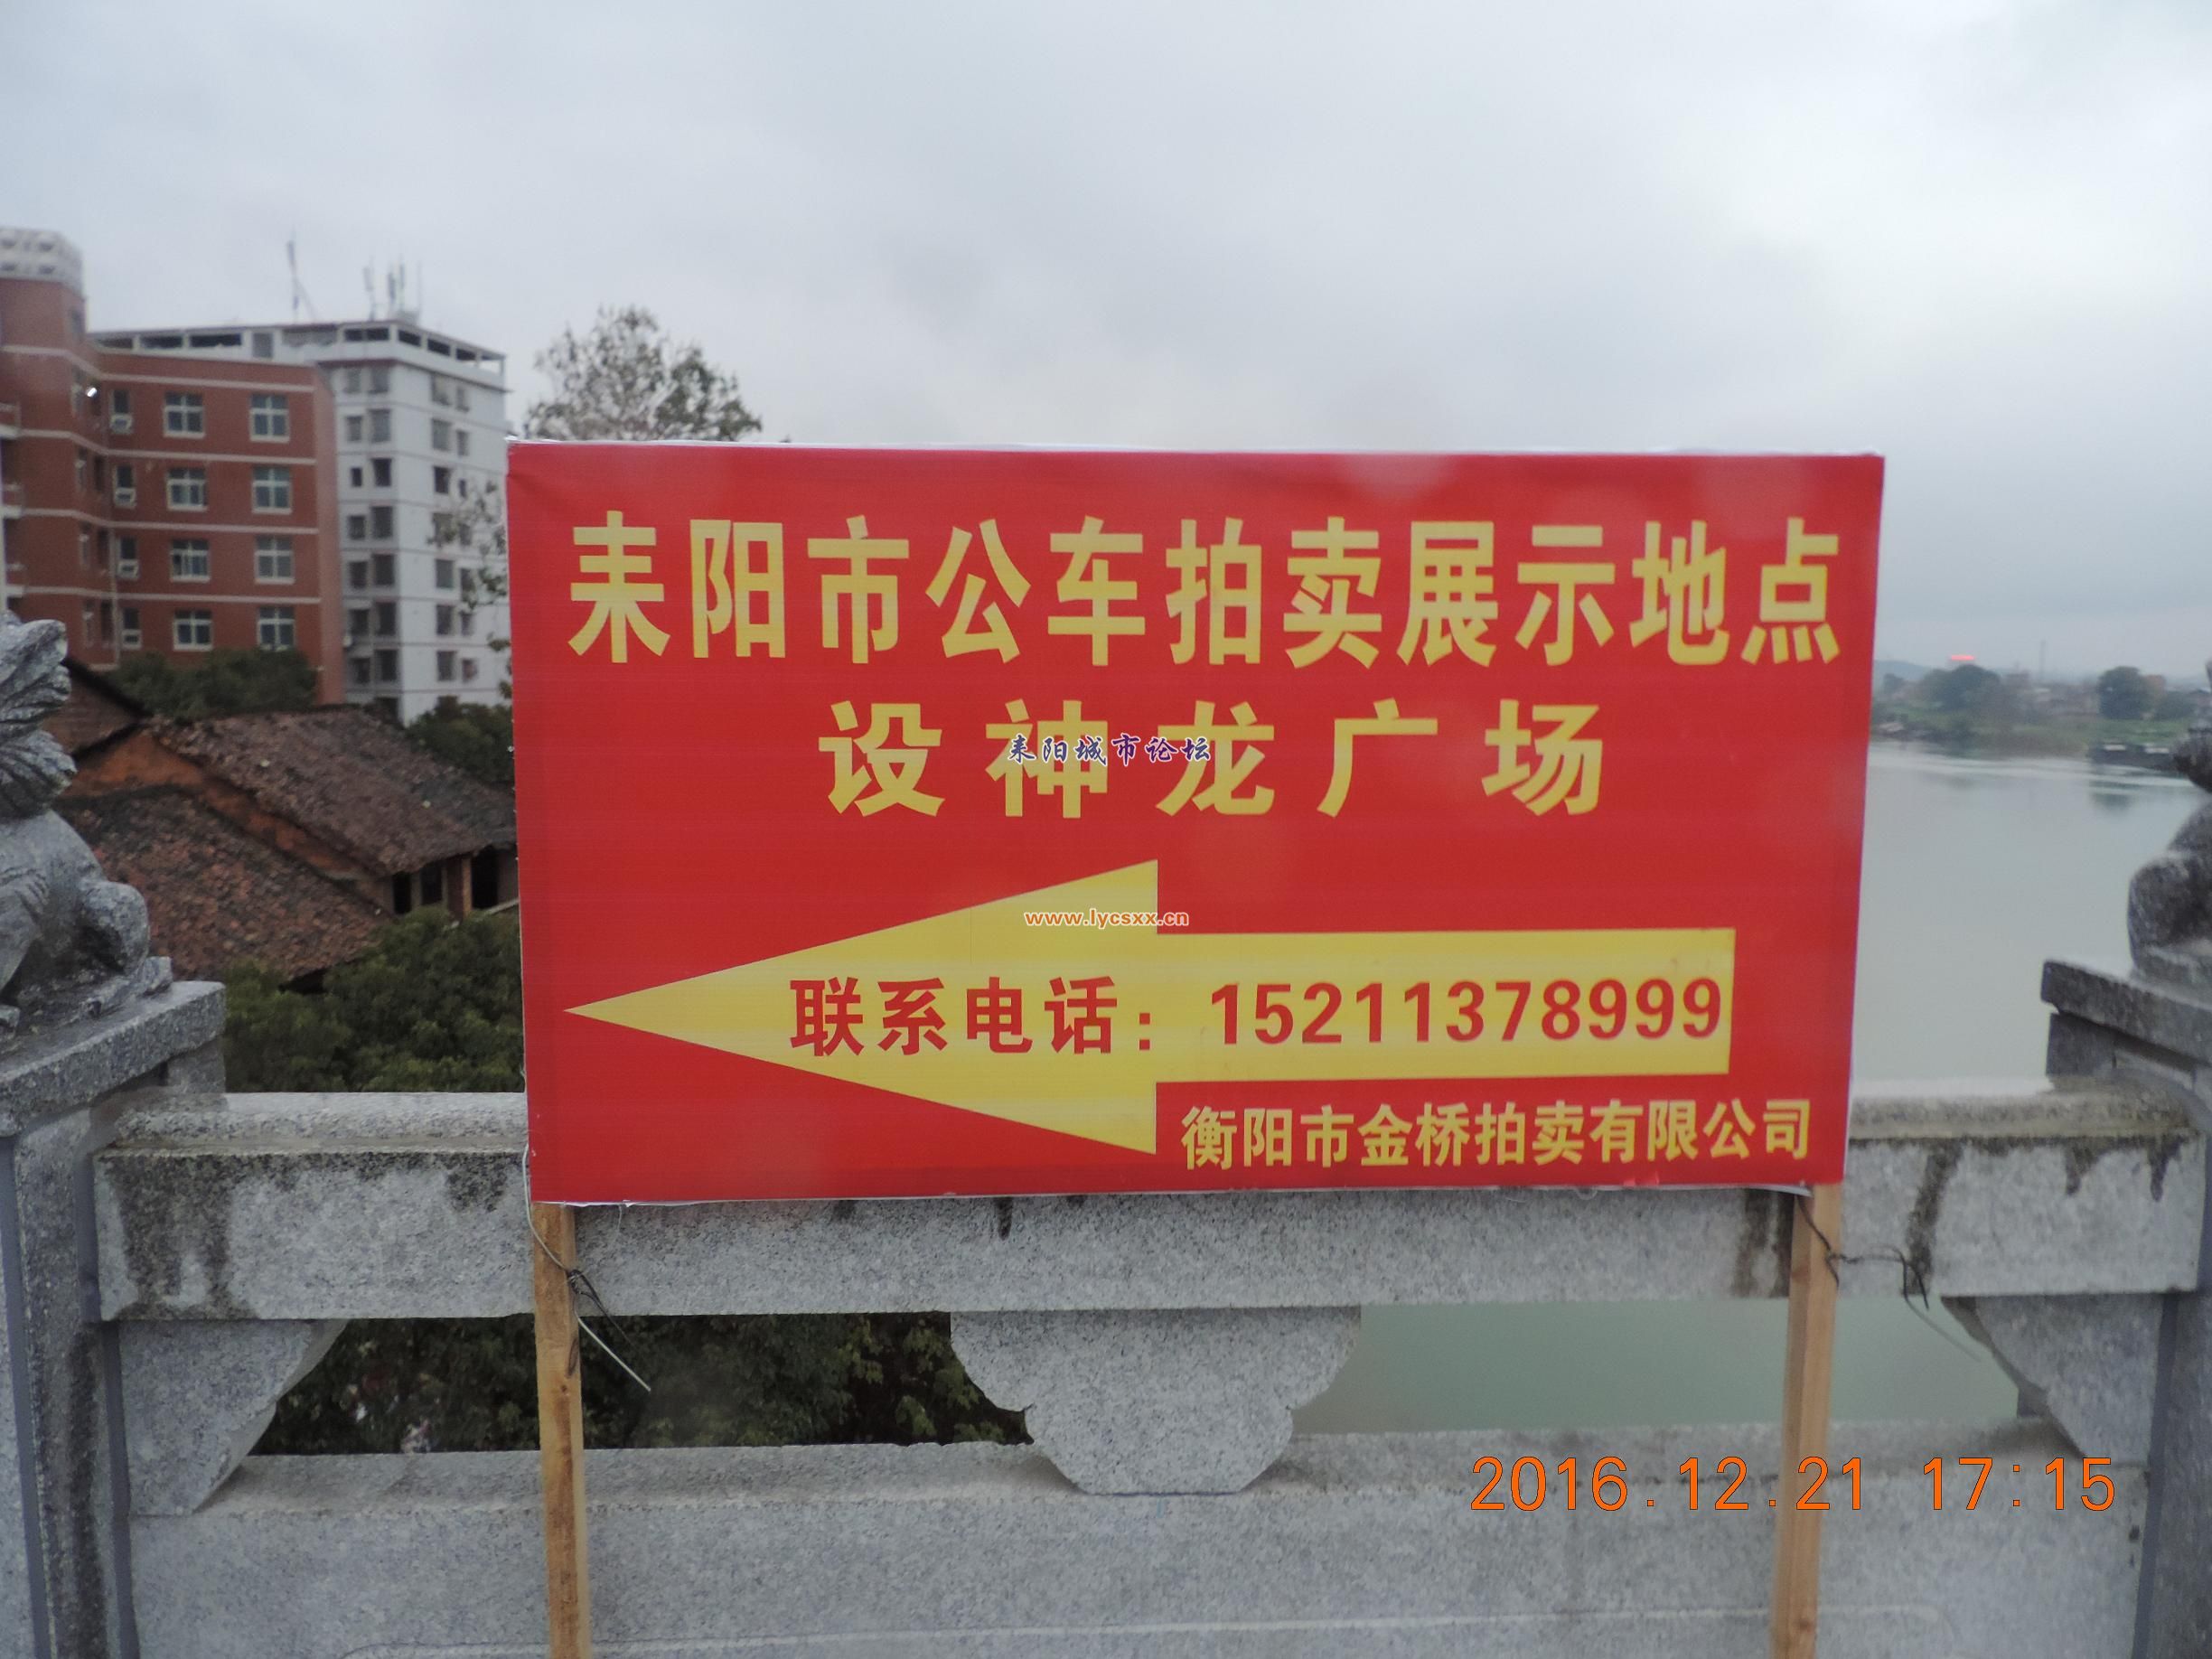 耒阳市公车拍卖展示地点
设神龙广场
耒阳城市论坛
www.lycsxx.cn
联系电话：15211378999
衡阳市金桥拍卖有限公司
2016.12.21 17:15